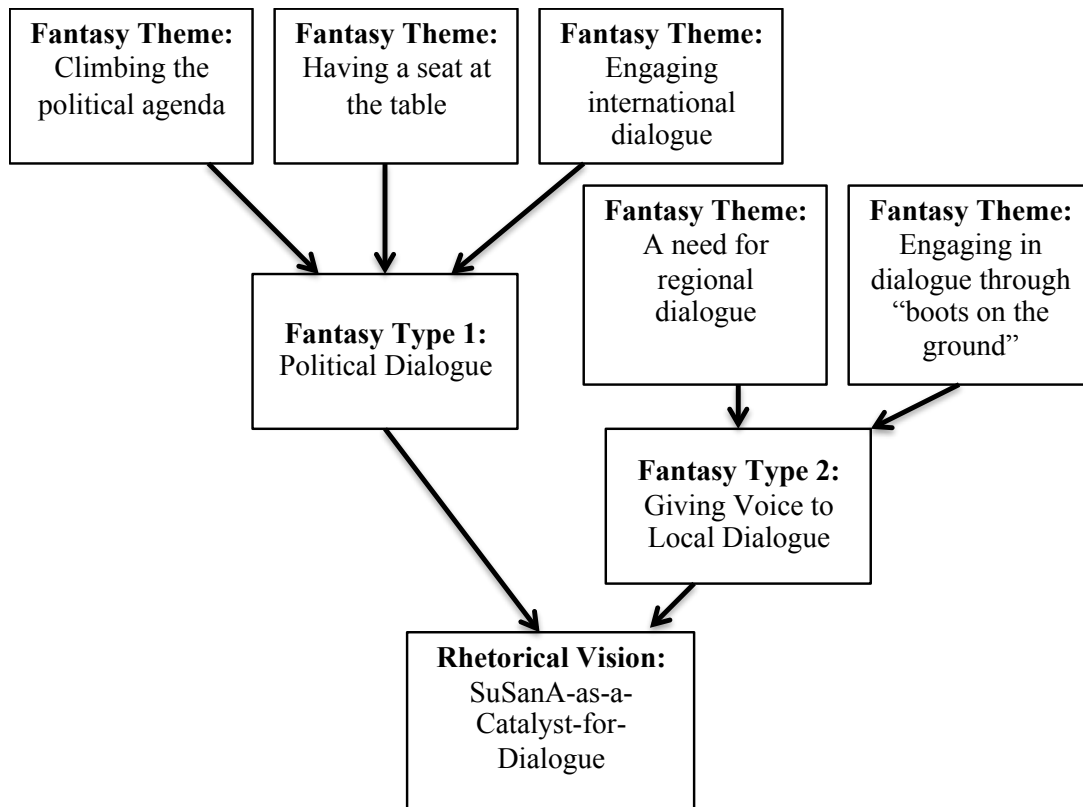 Fantasy Theme:
Climbing the
political agenda
Fantasy Theme:
Having a seat at
the table
Fantasy Theme:
Engaging
international
dialogue
Fantasy Theme:
A need for
regional
dialogue
Fantasy Theme:
Engaging in
dialogue through
“boots on the
ground”
Fantasy Type 1:
Political Dialogue
Fantasy Type 2:
Giving Voice to
Local Dialogue
Rhetorical Vision:
SuSanA-as-a-
Catalyst-for-
Dialogue